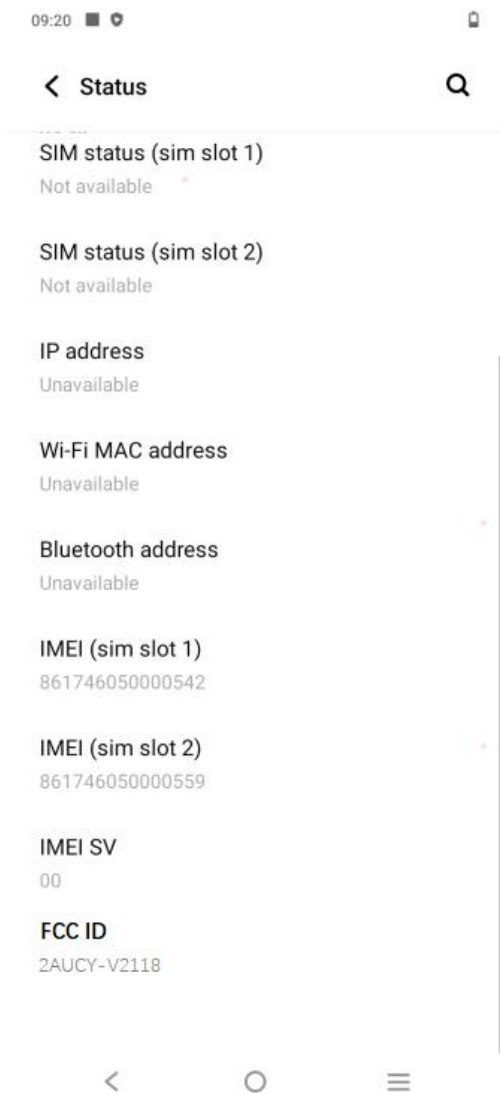 09:20
Status
SIM status (sim slot 1)
Not available
SIM status (sim slot 2)
Not available
IP address
Unavailable
Wi-Fi MAC address
Unavailable
Bluetooth address
Unavailable
IMEI (sim slot 1)
861746050000542
IMEI (sim slot 2)
861746050000559
IMEI SV
00
FCC ID
2AUCY-V2118